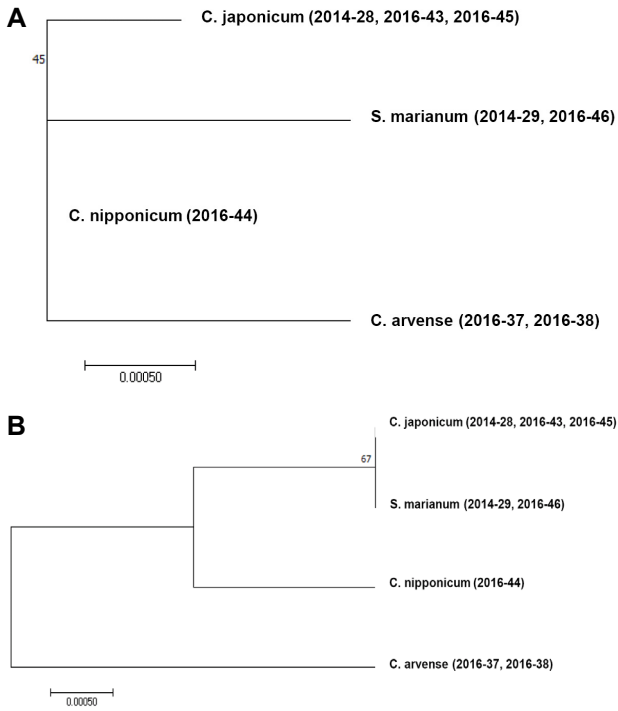 A
C. japonicum (2014-28, 2016-43, 2016-45)
45
S. marianum (2014-29, 2016-46)
C. nipponicum (2016-44)
C. arvense (2016-37, 2016-38)
0.00050
B
C. japonicum (2014-28, 2016-43, 2016-45)
67
S. marianum (2014-29, 2016-46)
C. nipponicum (2016-44)
C. arvense (2016-37, 2016-38)
0.00050